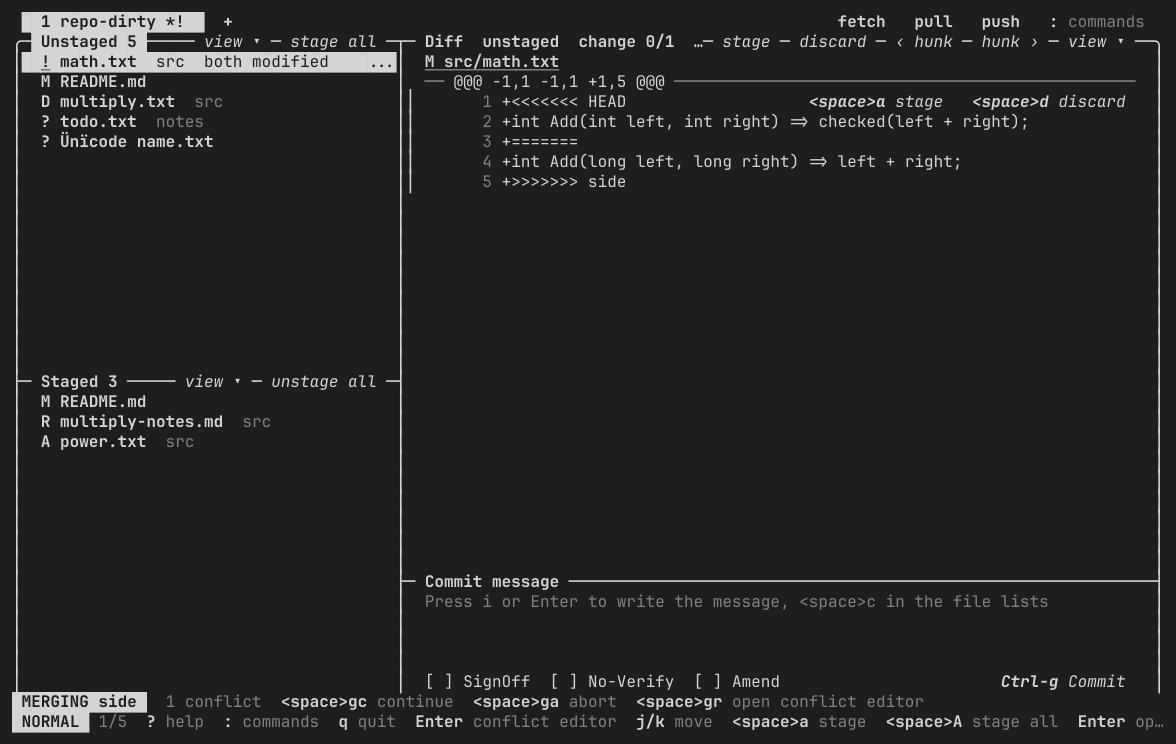 1 repo-dirty *!  +  fetch  pull  push  : commands
Unstaged 5  view ▾  stage all  Diff  unstaged  change 0/1  …  stage  discard  ‹ hunk  hunk ›  view ▾
! math.txt  src  both modified  ...  M src/math.txt
M README.md  @@@ -1,1 -1,1 +1,5 @@@
D multiply.txt  src  1 +<<<<<<< HEAD  <space>a stage  <space>d discard
? todo.txt  notes  2 +int Add(int left, int right) => checked(left + right);
? Ünïcode name.txt  3 +=======
4 +int Add(long left, long right) => left + right;
5 +>>>>>>> side
Staged 3  view ▾  unstage all
M README.md
R multiply-notes.md  src
A power.txt  src
Commit message
Press i or Enter to write the message, <space>c in the file lists
[ ] SignOff  [ ] No-Verify  [ ] Amend  Ctrl-g Commit
MERGING side  1 conflict  <space>gc continue  <space>ga abort  <space>gr open conflict editor
NORMAL  1/5  ? help  : commands  q quit  Enter conflict editor  j/k move  <space>a stage  <space>A stage all  Enter op…